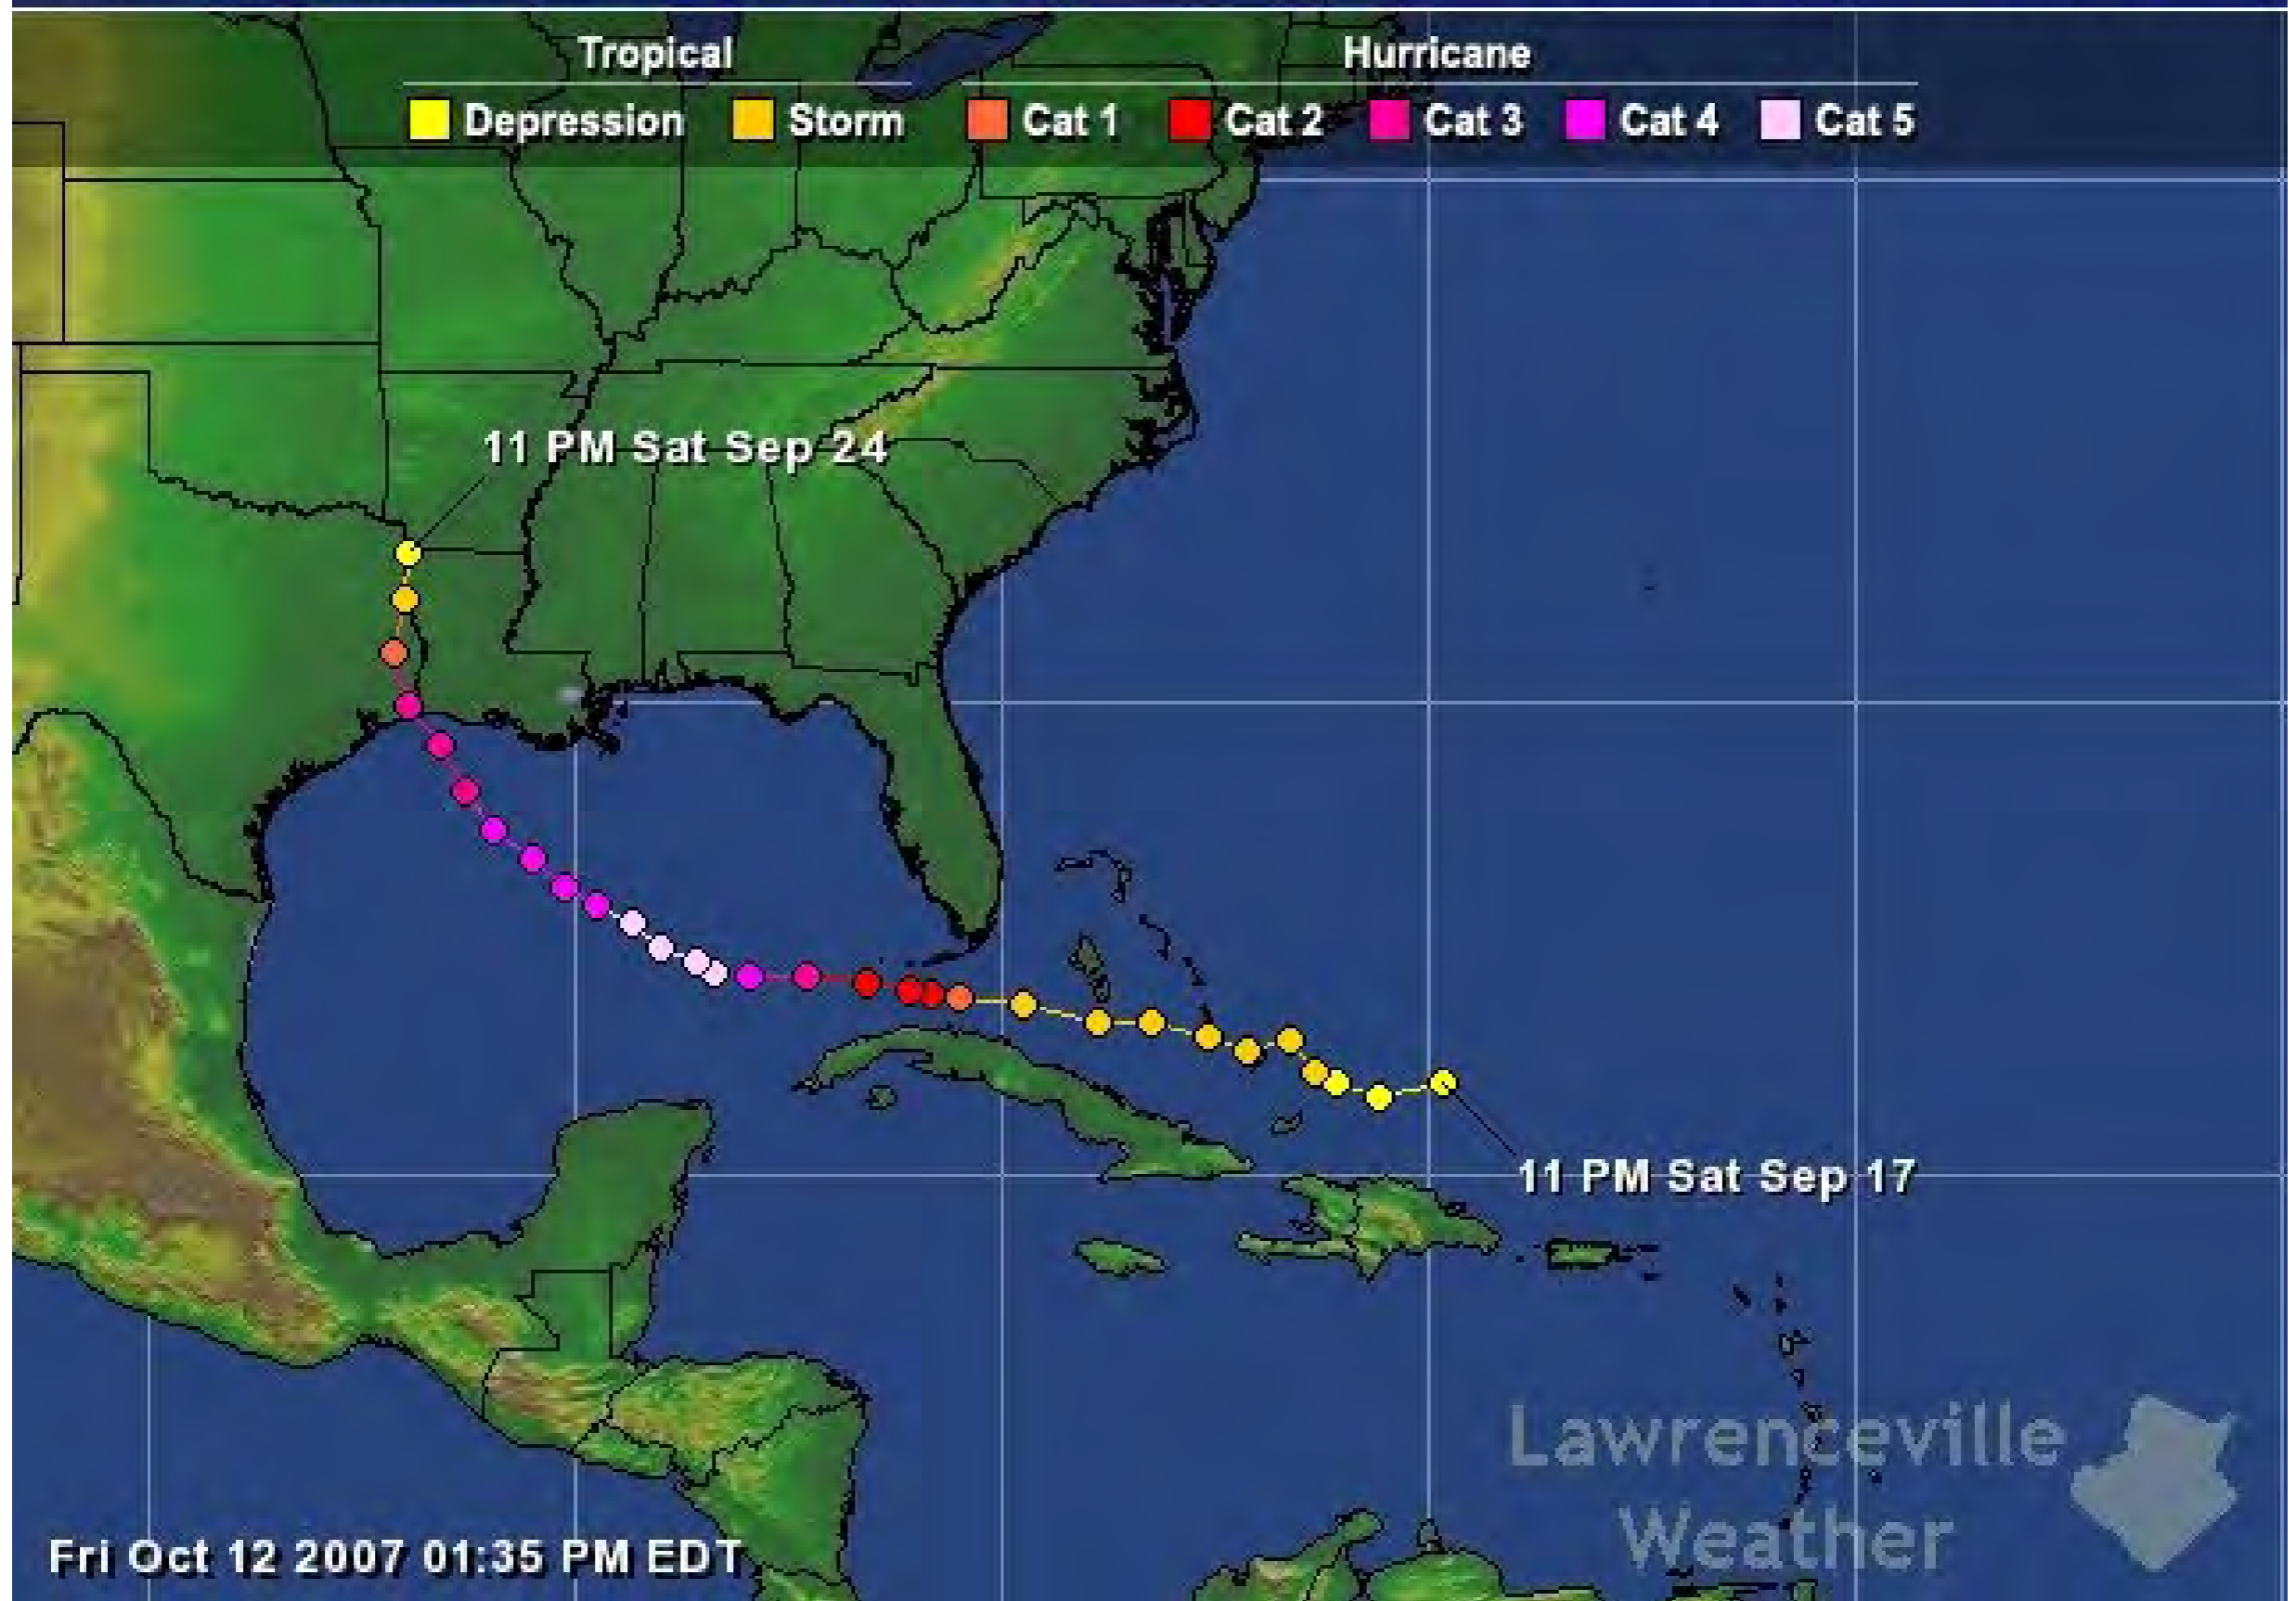 Tropical Hurricane
Depression Storm Cat 1 Cat 2 Cat 3 Cat 4 Cat 5
11 PM Sat Sep 24
11 PM Sat Sep 17
Lawrenceville
Weather
Fri Oct 12 2007 01:35 PM EDT